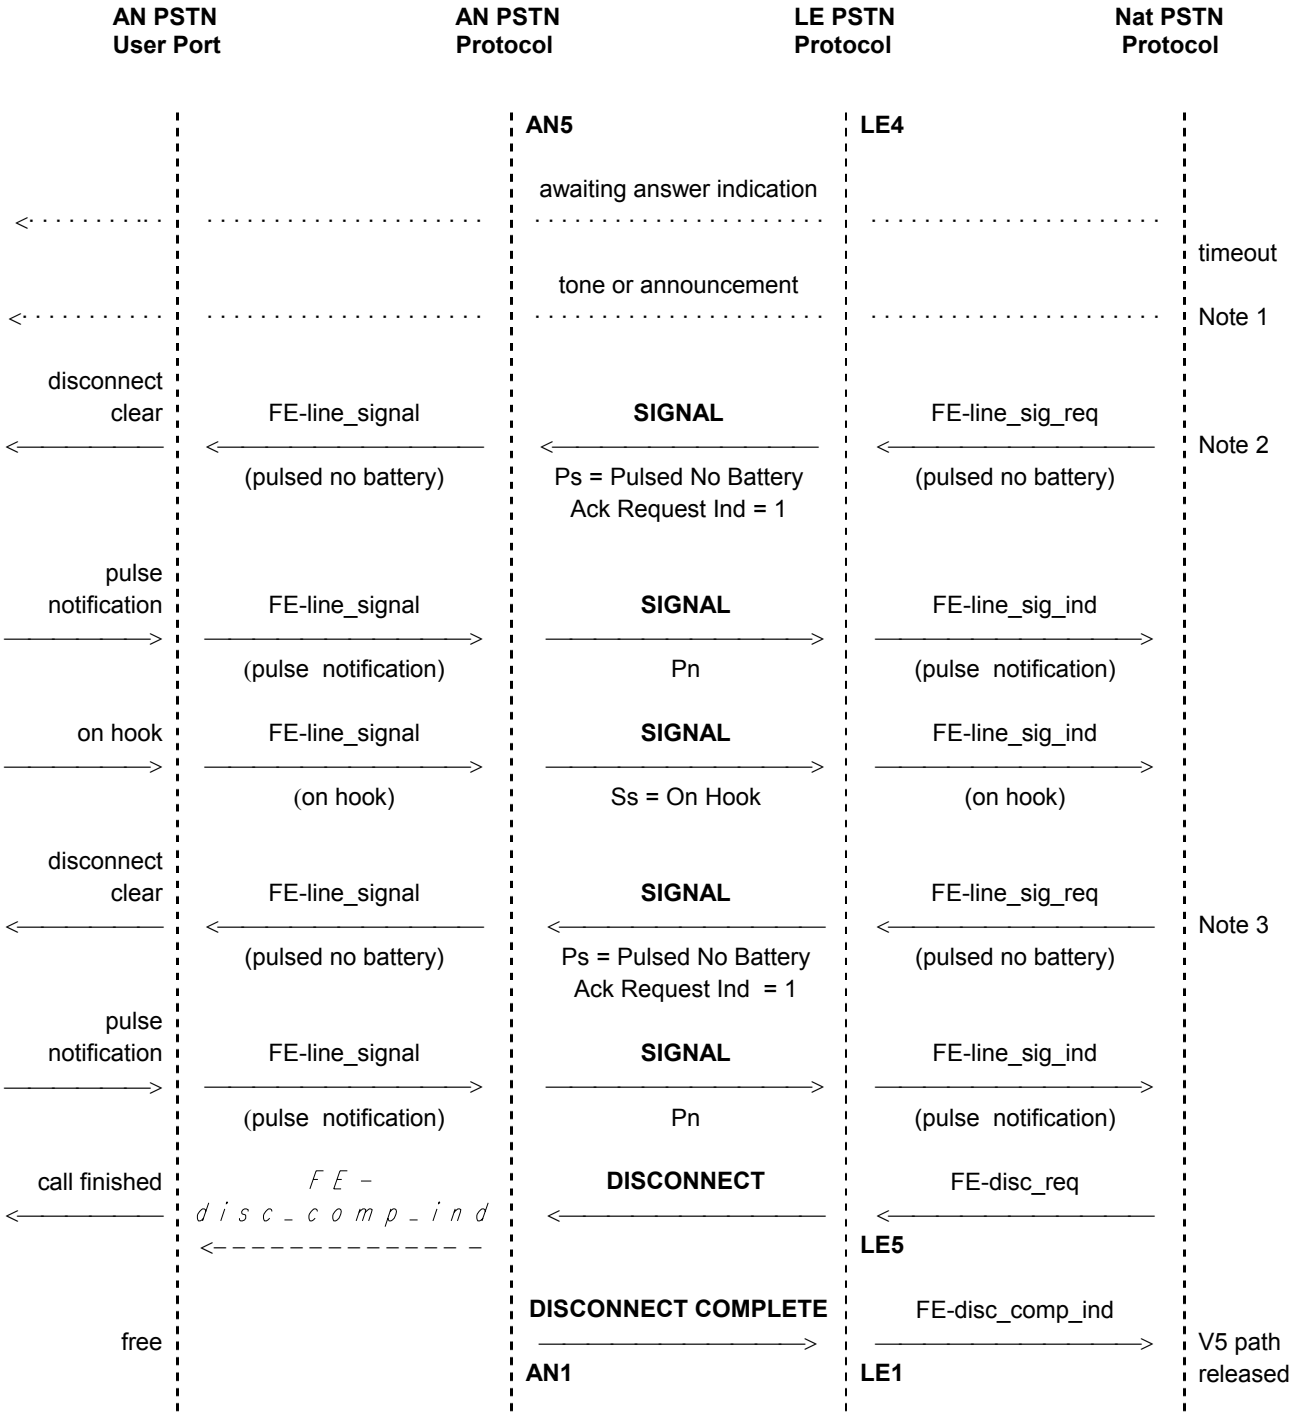 AN PSTN AN PSTN LE PSTN Nat PSTN
User Port Protocol Protocol Protocol
AN5 LE4
awaiting answer indication
timeout
tone or announcement
Note 1
disconnect
clear FE-line_signal SIGNAL FE-line_sig_req
Note 2
(pulsed no battery) Ps = Pulsed No Battery (pulsed no battery)
Ack Request Ind = 1
pulse
notification FE-line_signal SIGNAL FE-line_sig_ind
(pulse notification) Pn (pulse notification)
on hook FE-line_signal SIGNAL FE-line_sig_ind
(on hook) Ss = On Hook (on hook)
disconnect
clear FE-line_signal SIGNAL FE-line_sig_req
Note 3
(pulsed no battery) Ps = Pulsed No Battery (pulsed no battery)
Ack Request Ind = 1
pulse
notification FE-line_signal SIGNAL FE-line_sig_ind
(pulse notification) Pn (pulse notification)
call finished FE- DISCONNECT FE-disc_req
disc_comp_ind
LE5
DISCONNECT COMPLETE FE-disc_comp_ind
free V5 path
AN1 LE1 released